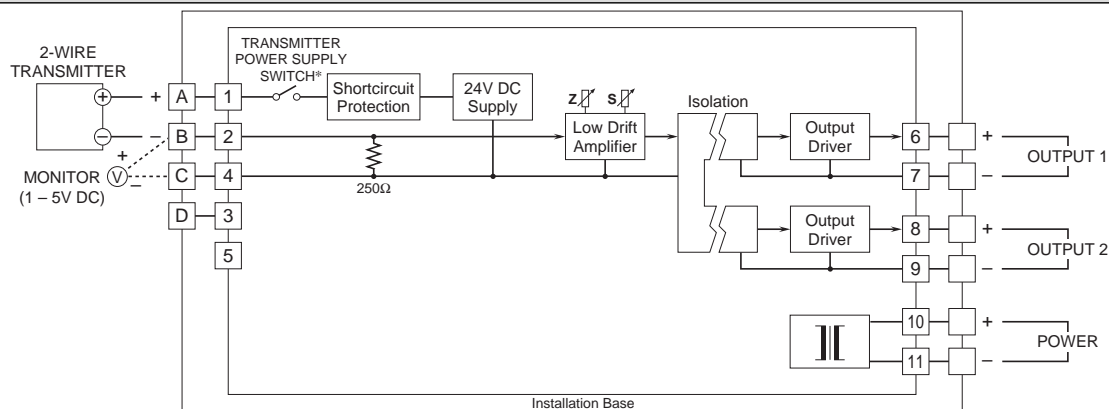 2-WIRE
TRANSMITTER
+
−
+
−
A
B
C
D
1
2
4
3
5
TRANSMITTER
POWER SUPPLY
SWITCH*
Shortcircuit
Protection
24V DC
Supply
Z
S
Low Drift
Amplifier
250Ω
MONITOR
(1 – 5V DC)
+
V
–
Isolation
Output
Driver
6
+
7
–
OUTPUT 1
Output
Driver
8
+
9
–
OUTPUT 2
10
+
11
–
POWER
Installation Base